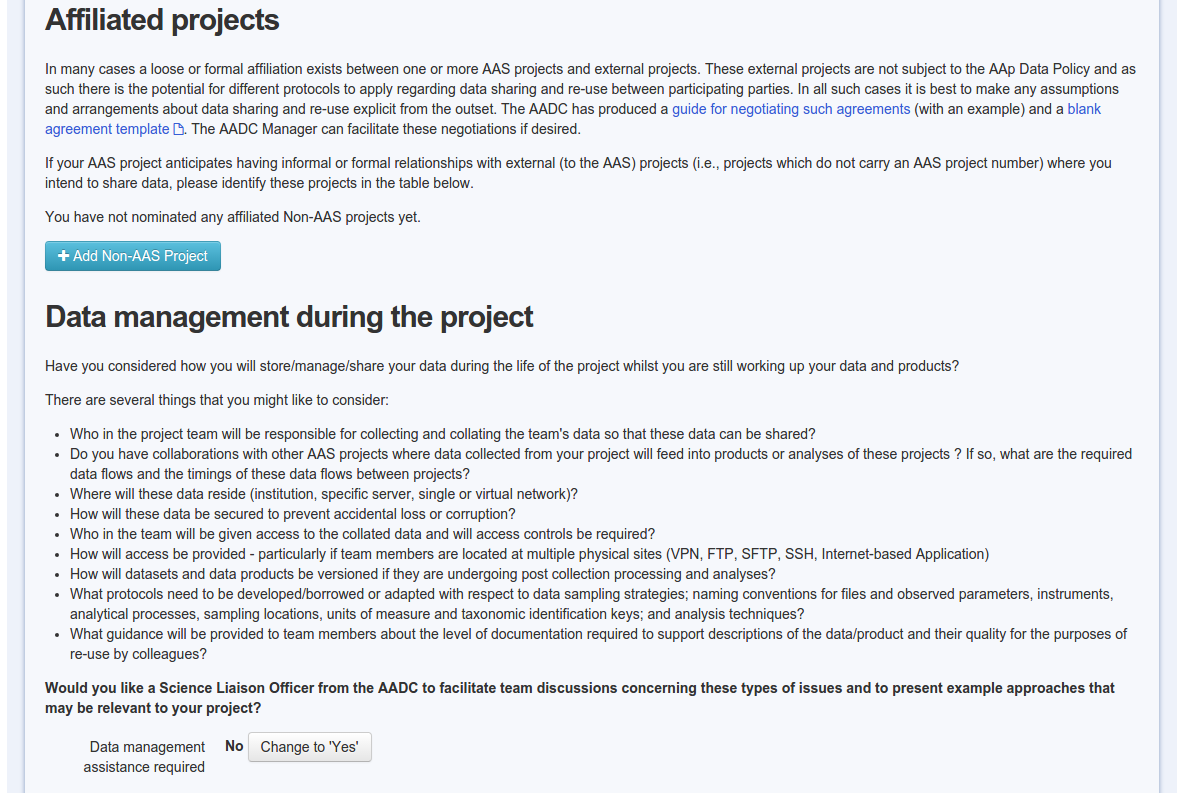 Affiliated projects
In many cases a loose or formal affiliation exists between one or more AAS projects and external projects. These external projects are not subject to the AAp Data Policy and as
such there is the potential for different protocols to apply regarding data sharing and re-use between participating parties. In all such cases it is best to make any assumptions
and arrangements about data sharing and re-use explicit from the outset. The AADC has produced a guide for negotiating such agreements (with an example) and a blank
agreement template. The AADC Manager can facilitate these negotiations if desired.
If your AAS project anticipates having informal or formal relationships with external (to the AAS) projects (i.e., projects which do not carry an AAS project number) where you
intend to share data, please identify these projects in the table below.
You have not nominated any affiliated Non-AAS projects yet.
+ Add Non-AAS Project
Data management during the project
Have you considered how you will store/manage/share your data during the life of the project whilst you are still working up your data and products?
There are several things that you might like to consider:
• Who in the project team will be responsible for collecting and collating the team's data so that these data can be shared?
• Do you have collaborations with other AAS projects where data collected from your project will feed into products or analyses of these projects ? If so, what are the required
data flows and the timings of these data flows between projects?
• Where will these data reside (institution, specific server, single or virtual network)?
• How will these data be secured to prevent accidental loss or corruption?
• Who in the team will be given access to the collated data and will access controls be required?
• How will access be provided - particularly if team members are located at multiple physical sites (VPN, FTP, SFTP, SSH, Internet-based Application)
• How will datasets and data products be versioned if they are undergoing post collection processing and analyses?
• What protocols need to be developed/borrowed or adapted with respect to data sampling strategies; naming conventions for files and observed parameters, instruments,
analytical processes, sampling locations, units of measure and taxonomic identification keys; and analysis techniques?
• What guidance will be provided to team members about the level of documentation required to support descriptions of the data/product and their quality for the purposes of
re-use by colleagues?
Would you like a Science Liaison Officer from the AADC to facilitate team discussions concerning these types of issues and to present example approaches that
may be relevant to your project?
Data management No Change to 'Yes'
assistance required